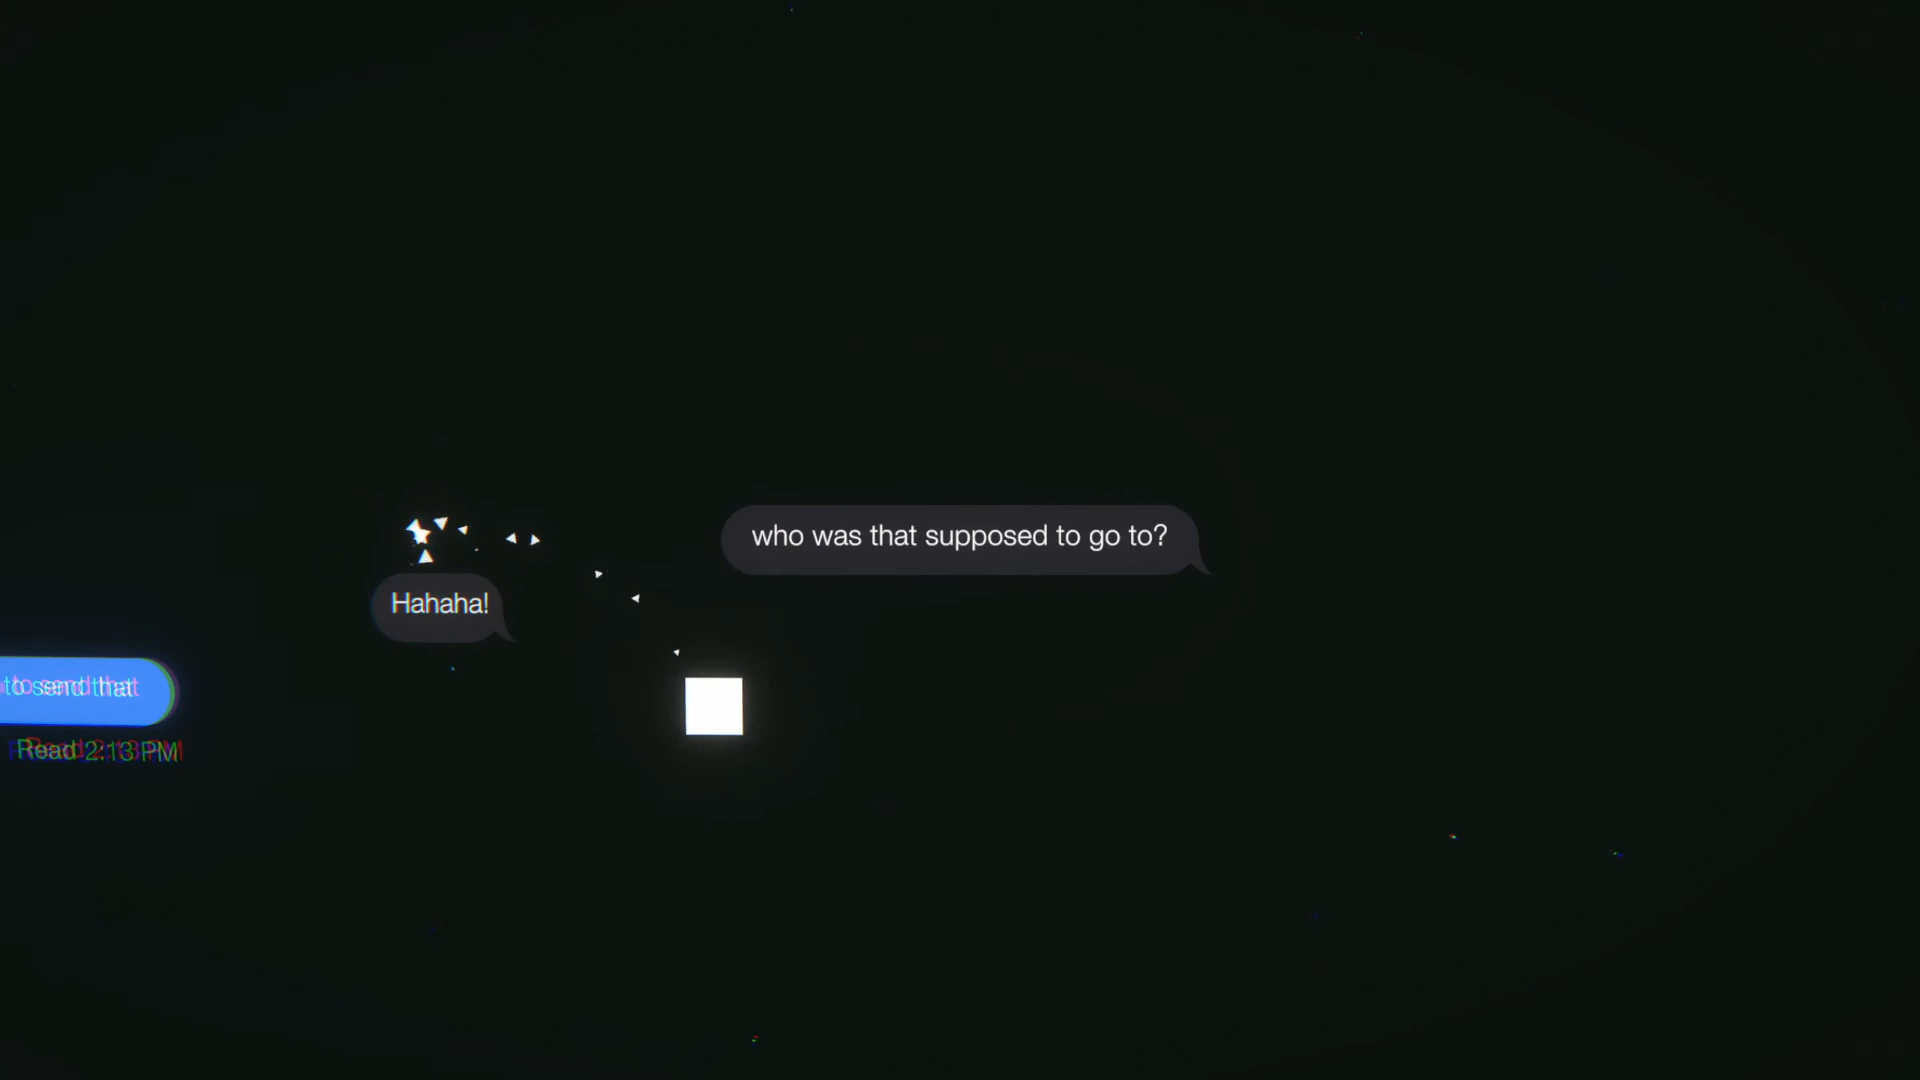 to send that
Read 2:13 PM
Hahaha!
who was that supposed to go to?